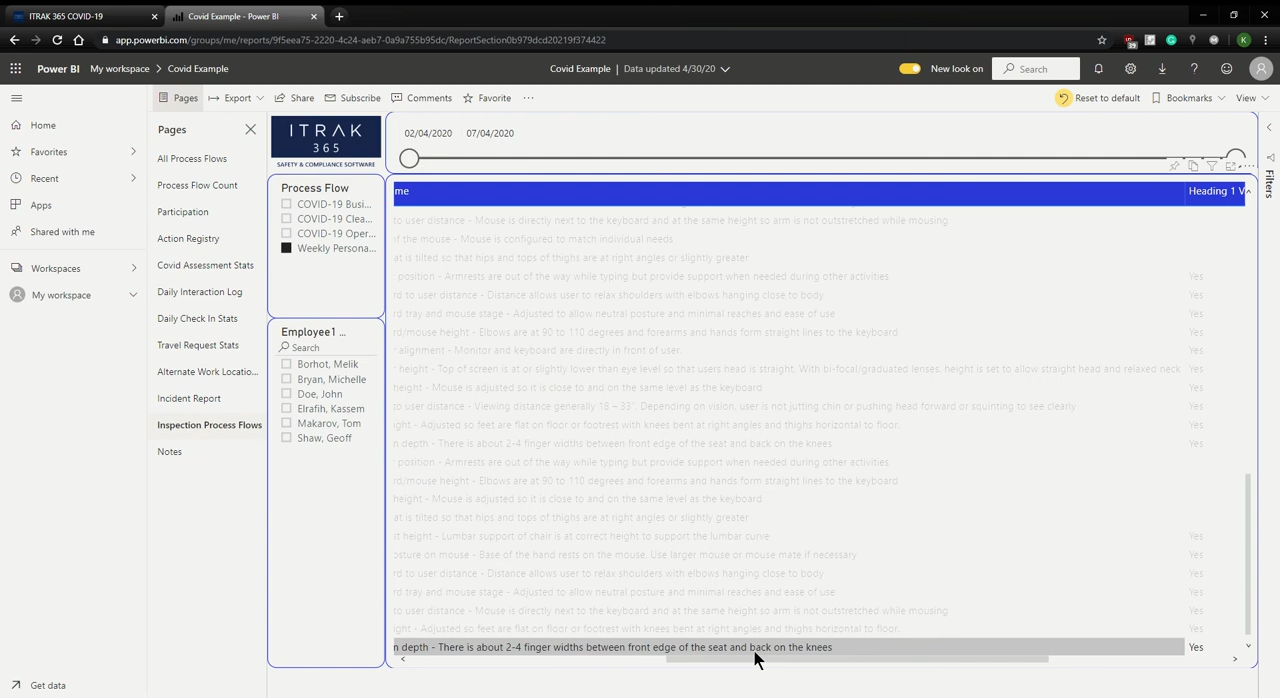 ITRAK 365 COVID-19
Covid Example - Power BI
app.powerbi.com/groups/me/reports/9f5eea75-2220-4c24-aeb7-0a9a755b95dc/ReportSection0b979dcd20219f374422
Power BI My workspace > Covid Example
Covid Example | Data updated 4/30/20
New look on
Search
Pages
Export
Share
Subscribe
Comments
Favorite
Reset to default
Bookmarks
View
Home
Favorites
Recent
Apps
Shared with me
Workspaces
My workspace
Get data
Pages
All Process Flows
Process Flow Count
Participation
Action Registry
Covid Assessment Stats
Daily Interaction Log
Daily Check In Stats
Travel Request Stats
Alternate Work Locatio...
Incident Report
Inspection Process Flows
Notes
ITRAK
365
SAFETY & COMPLIANCE SOFTWARE
Process Flow
COVID-19 Busi...
COVID-19 Clea...
COVID-19 Oper...
Weekly Persona...
Employee1 ...
Search
Borhot, Melik
Bryan, Michelle
Doe, John
Elrafih, Kassem
Makarov, Tom
Shaw, Geoff
02/04/2020 07/04/2020
me Heading 1 V
to user distance - Mouse is directly next to the keyboard and at the same height so arm is not outstretched while mousing
f the mouse - Mouse is configured to match individual needs
at is tilted so that hips and tops of thighs are at right angles or slightly greater
position - Armrests are out of the way while typing but provide support when needed during other activities Yes
rd to user distance - Distance allows user to relax shoulders with elbows hanging close to body Yes
rd tray and mouse stage - Adjusted to allow neutral posture and minimal reaches and ease of use Yes
rd/mouse height - Elbows are at 90 to 110 degrees and forearms and hands form straight lines to the keyboard Yes
alignment - Monitor and keyboard are directly in front of user. Yes
height - Top of screen is at or slightly lower than eye level so that users head is straight. With bi-focal/graduated lenses, height is set to allow straight head and relaxed neck Yes
height - Mouse is adjusted so it is close to and on the same level as the keyboard Yes
to user distance - Viewing distance generally 18 – 33". Depending on vision, user is not jutting chin or pushing head forward or squinting to see clearly Yes
ight - Adjusted so feet are flat on floor or footrest with knees bent at right angles and thighs horizontal to floor. Yes
n depth - There is about 2-4 finger widths between front edge of the seat and back on the knees Yes
position - Armrests are out of the way while typing but provide support when needed during other activities
rd/mouse height - Elbows are at 90 to 110 degrees and forearms and hands form straight lines to the keyboard
height - Mouse is adjusted so it is close to and on the same level as the keyboard
at is tilted so that hips and tops of thighs are at right angles or slightly greater
it height - Lumbar support of chair is at correct height to support the lumbar curve Yes
osture on mouse - Base of the hand rests on the mouse. Use larger mouse or mouse mate if necessary Yes
rd to user distance - Distance allows user to relax shoulders with elbows hanging close to body Yes
rd tray and mouse stage - Adjusted to allow neutral posture and minimal reaches and ease of use Yes
to user distance - Mouse is directly next to the keyboard and at the same height so arm is not outstretched while mousing Yes
ight - Adjusted so feet are flat on floor or footrest with knees bent at right angles and thighs horizontal to floor. Yes
n depth - There is about 2-4 finger widths between front edge of the seat and back on the knees Yes
Filters